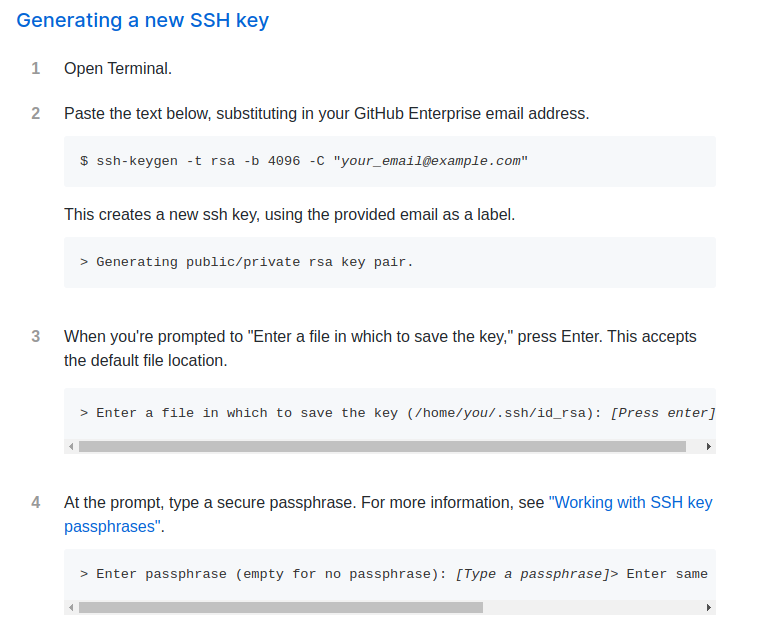 Generating a new SSH key
1 Open Terminal.
2 Paste the text below, substituting in your GitHub Enterprise email address.
$ ssh-keygen -t rsa -b 4096 -C "your_email@example.com"
This creates a new ssh key, using the provided email as a label.
> Generating public/private rsa key pair.
3 When you're prompted to "Enter a file in which to save the key," press Enter. This accepts
the default file location.
> Enter a file in which to save the key (/home/you/.ssh/id_rsa): [Press enter]
4 At the prompt, type a secure passphrase. For more information, see "Working with SSH key
passphrases".
> Enter passphrase (empty for no passphrase): [Type a passphrase]> Enter same